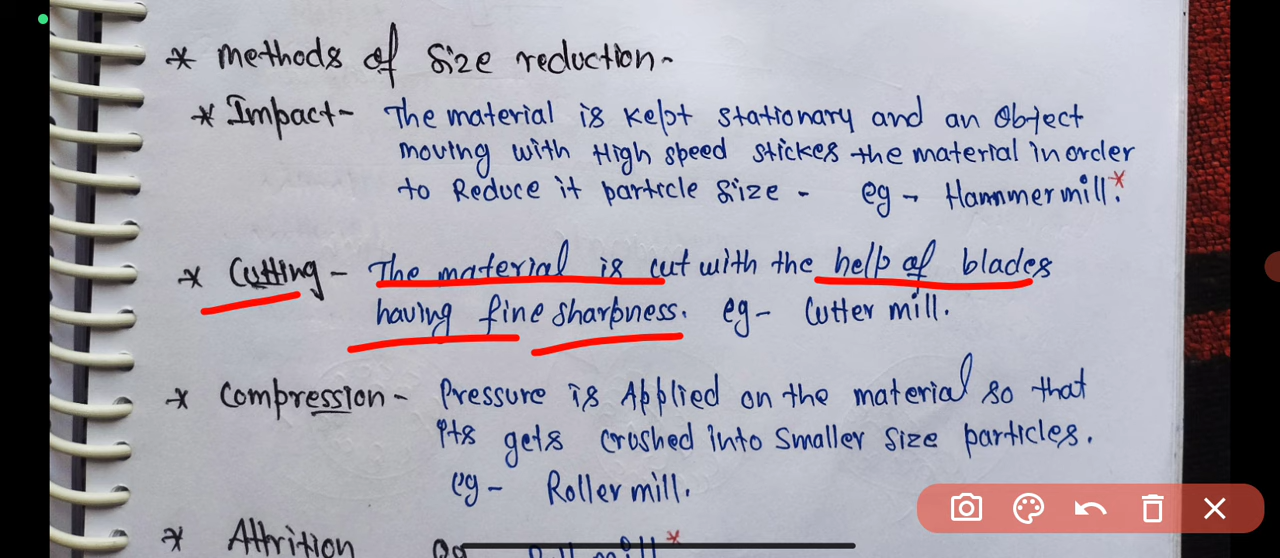 * Methods of Size reduction -
* Impact - The material is kept stationary and an Object
moving with High speed stickes the material in order
to Reduce it particle size - eg - Hammer mill.*
* Cutting - The material is cut with the help of blades
having fine sharpness. eg - Cutter mill.
* Compression - Pressure is Applied on the material so that
its gets crushed into smaller size particles.
eg - Roller mill.
* Attrition